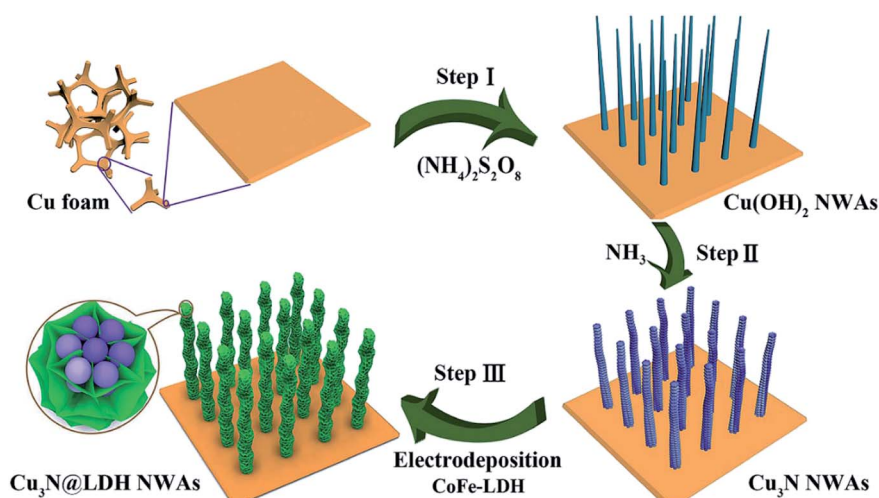 Cu foam
Step Ⅰ
(NH₄)₂S₂O₈
Cu(OH)₂ NWAs
NH₃
Step Ⅱ
Cu₃N NWAs
Step Ⅲ
Electrodeposition
CoFe-LDH
Cu₃N@LDH NWAs